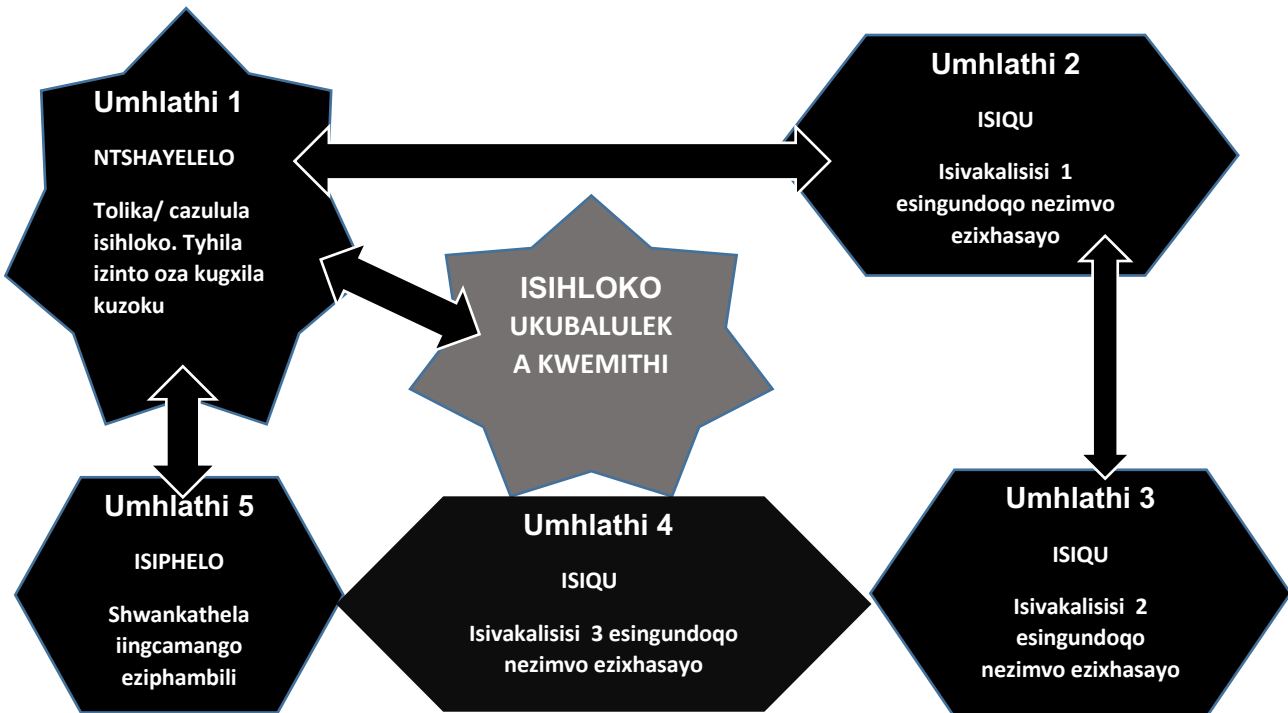 Umhlathi 1
NTSHAYELELO
Tolika/ cazulula
isihloko. Tyhila
izinto oza kugxila
kuzoku
Umhlathi 2
ISIQU
Isivakalisisi 1
esingundoqo nezimvo
ezixhasayo
ISIHLOKO
UKUBALULEK
A KWEMITHI
Umhlathi 3
ISIQU
Isivakalisisi 2
esingundoqo
nezimvo ezixhasayo
Umhlathi 4
ISIQU
Isivakalisisi 3 esingundoqo
nezimvo ezixhasayo
Umhlathi 5
ISIPHELO
Shwankathela
iingcamango
eziphambili